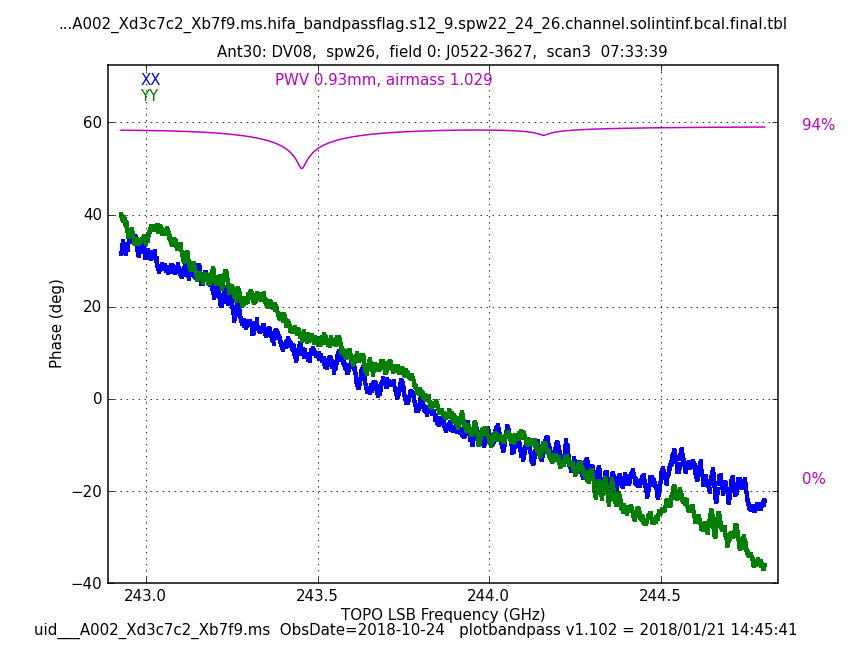 ...A002_Xd3c7c2_Xb7f9.ms.hifa_bandpassflag.s12_9.spw22_24_26.channel.solintinf.bcal.final.tbl
Ant30: DV08, spw26, field 0: J0522-3627, scan3 07:33:39
XX
PWV 0.93mm, airmass 1.029
YY
60
94%
40
20
Phase (deg)
0
−20
0%
−40
243.0 243.5 244.0 244.5
TOPO LSB Frequency (GHz)
uid___A002_Xd3c7c2_Xb7f9.ms ObsDate=2018-10-24 plotbandpass v1.102 = 2018/01/21 14:45:41